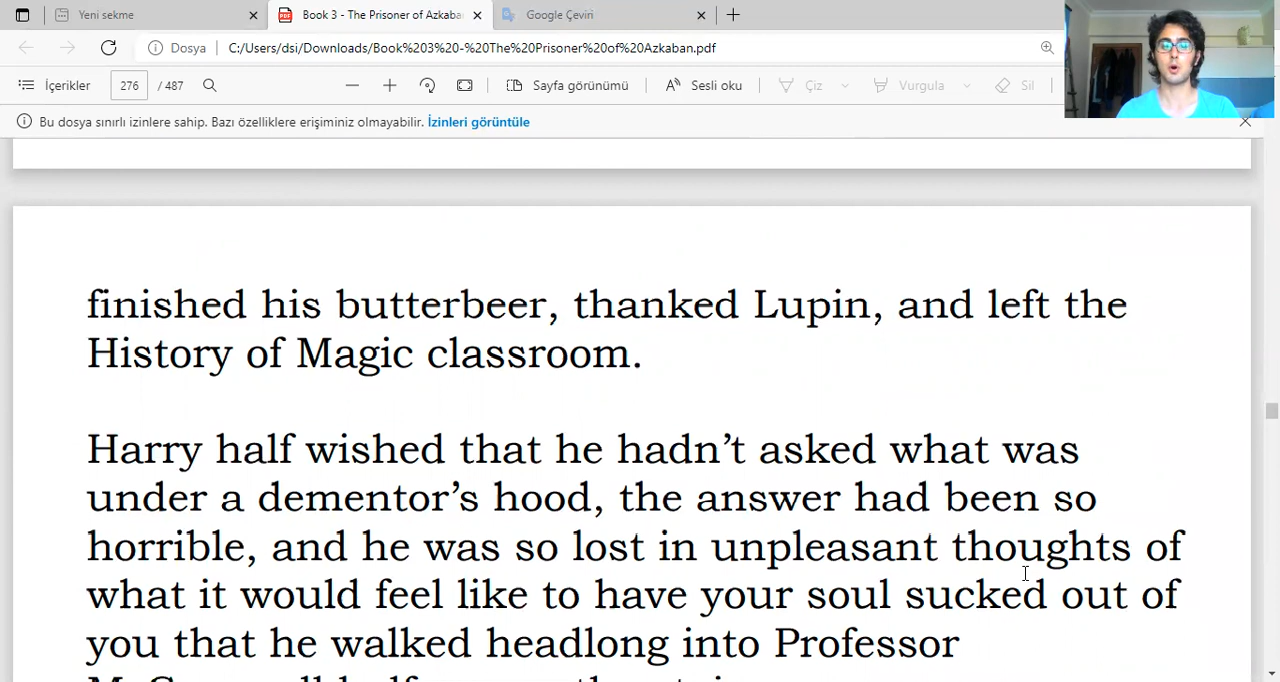 Yeni sekme
Book 3 - The Prisoner of Azkaba
Google Çeviri
Dosya
C:/Users/dsi/Downloads/Book%203%20-%20The%20Prisoner%20of%20Azkaban.pdf
İçerikler
276
/ 487
Sayfa görünümü
Sesli oku
Çiz
Vurgula
Sil
Bu dosya sınırlı izinlere sahip. Bazı özelliklere erişiminiz olmayabilir. İzinleri görüntüle
finished his butterbeer, thanked Lupin, and left the
History of Magic classroom.
Harry half wished that he hadn’t asked what was
under a dementor’s hood, the answer had been so
horrible, and he was so lost in unpleasant thoughts of
what it would feel like to have your soul sucked out of
you that he walked headlong into Professor